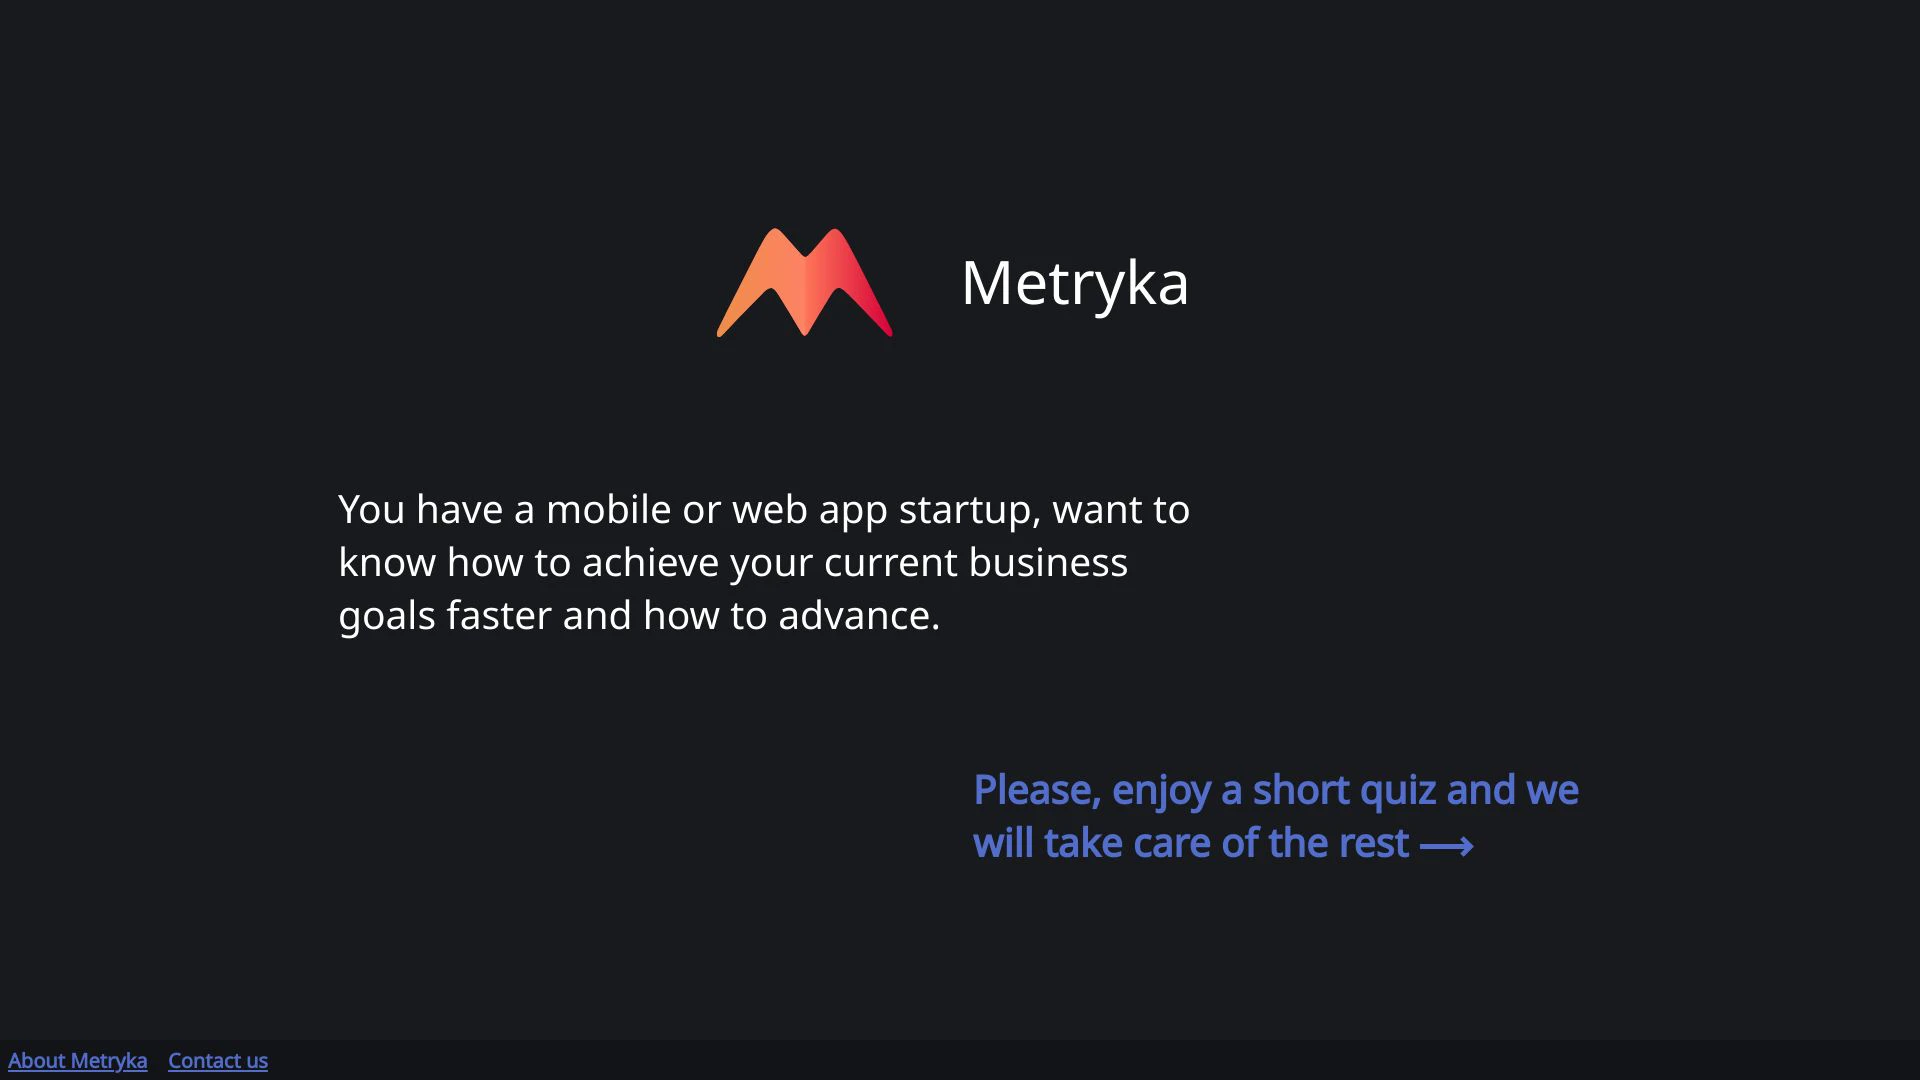 Metryka
You have a mobile or web app startup, want to
know how to achieve your current business
goals faster and how to advance.
Please, enjoy a short quiz and we
will take care of the rest ⟶
About Metryka Contact us